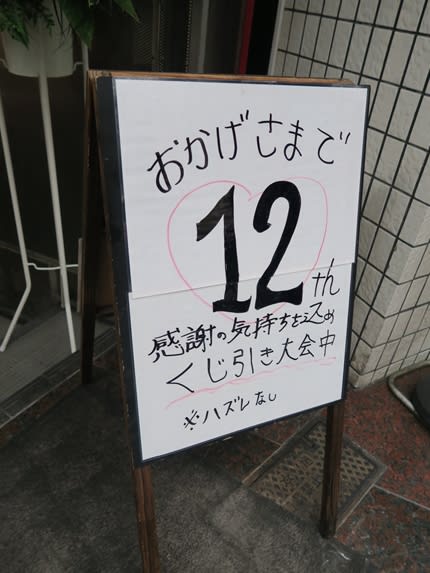 おかげさまで
12th
感謝の気持ちを込め
くじ引き大会中
※ハズレなし